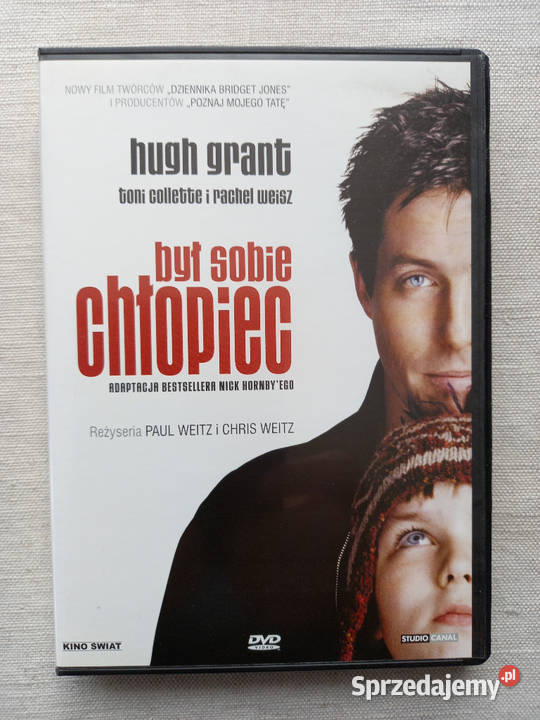 NOWY FILM TWÓRCÓW „DZIENNIKA BRIDGET JONES”
I PRODUCENTÓW „POZNAJ MOJEGO TATĘ”
hugh grant
toni collette i rachel weisz
był sobie
chłopiec
ADAPTACJA BESTSELLERA NICK HORNBY'EGO
Reżyseria PAUL WEITZ i CHRIS WEITZ
KINO ŚWIAT
DVD
VIDEO
STUDIO CANAL
Sprzedajemy.pl